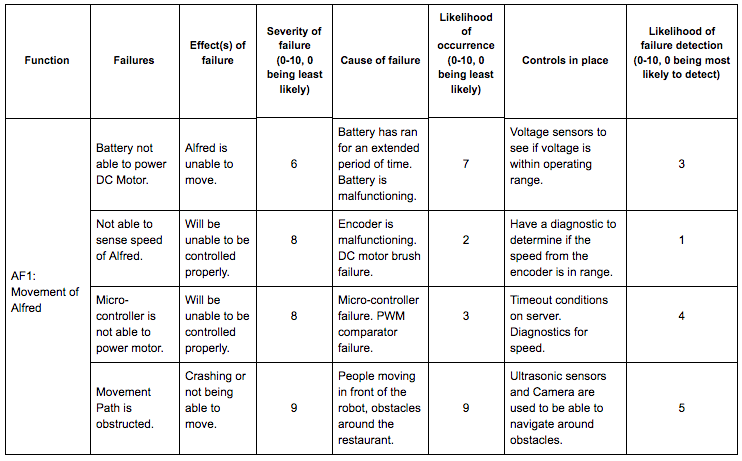 Function
Failures
Effect(s) of
failure
Severity of
failure
(0-10, 0
being least
likely)
Cause of failure
Likelihood
of
occurrence
(0-10, 0
being least
likely)
Controls in place
Likelihood of
failure detection
(0-10, 0 being most
likely to detect)
AF1:
Movement of
Alfred
Battery not
able to power
DC Motor.
Alfred is
unable to
move.
6
Battery has ran
for an extended
period of time.
Battery is
malfunctioning.
7
Voltage sensors to
see if voltage is
within operating
range.
3
Not able to
sense speed
of Alfred.
Will be
unable to be
controlled
properly.
8
Encoder is
malfunctioning.
DC motor brush
failure.
2
Have a diagnostic to
determine if the
speed from the
encoder is in range.
1
Micro-
controller is
not able to
power motor.
Will be
unable to be
controlled
properly.
8
Micro-controller
failure. PWM
comparator
failure.
3
Timeout conditions
on server.
Diagnostics for
speed.
4
Movement
Path is
obstructed.
Crashing or
not being
able to
move.
9
People moving
in front of the
robot, obstacles
around the
restaurant.
9
Ultrasonic sensors
and Camera are
used to be able to
navigate around
obstacles.
5